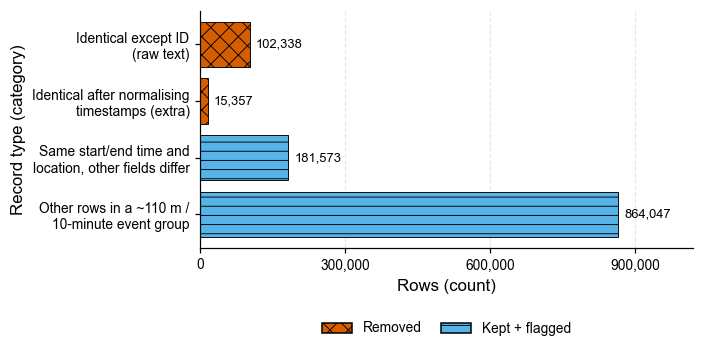 Record type (category)
Identical except ID
(raw text)
102,338
Identical after normalising
timestamps (extra)
15,357
Same start/end time and
location, other fields differ
181,573
Other rows in a ~110 m /
10-minute event group
864,047
0
300,000
600,000
900,000
Rows (count)
Removed
Kept + flagged